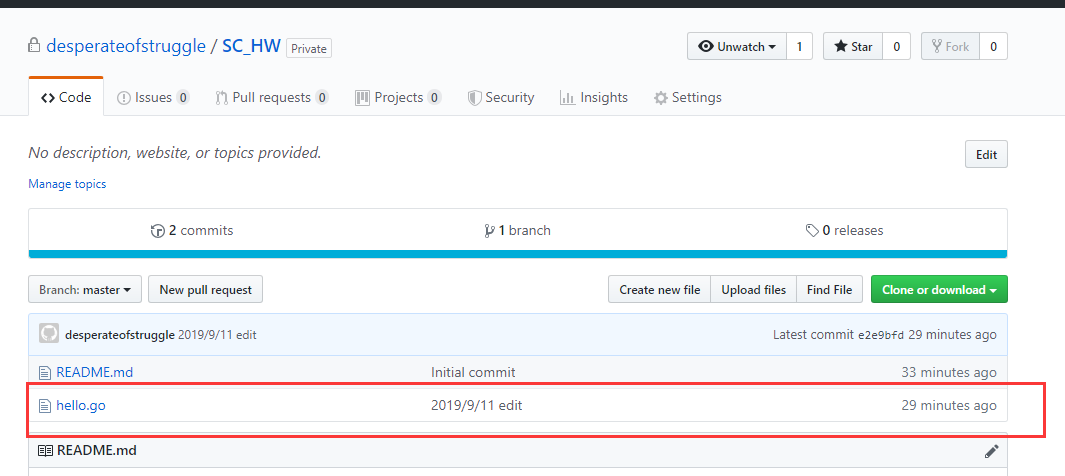 desperateofstruggle / SC_HW Private Unwatch 1 Star 0 Fork 0
Code Issues 0 Pull requests 0 Projects 0 Security Insights Settings
No description, website, or topics provided. Edit
Manage topics
2 commits 1 branch 0 releases
Branch: master New pull request Create new file Upload files Find File Clone or download
desperateofstruggle 2019/9/11 edit Latest commit e2e9bfd 29 minutes ago
README.md Initial commit 33 minutes ago
hello.go 2019/9/11 edit 29 minutes ago
README.md